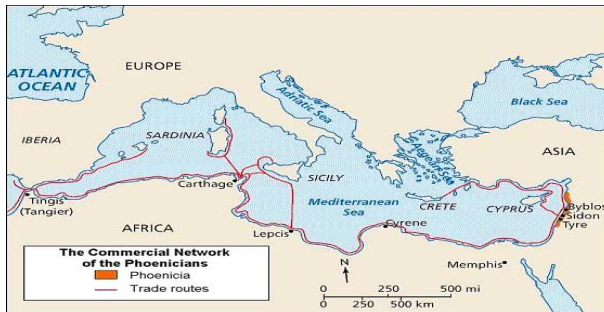 EUROPE
ATLANTIC
OCEAN
Adriatic Sea
Black Sea
IBERIA
SARDINIA
Aegean Sea
ASIA
SICILY
Carthage
Tingis
(Tangier)
Mediterranean
Sea
CRETE
CYPRUS
Byblos
Sidon
Tyre
AFRICA
Lepcis
Cyrene
Memphis
The Commercial Network
of the Phoenicians
Phoenicia
Trade routes
N
0 250 500 mi
0 250 500 km